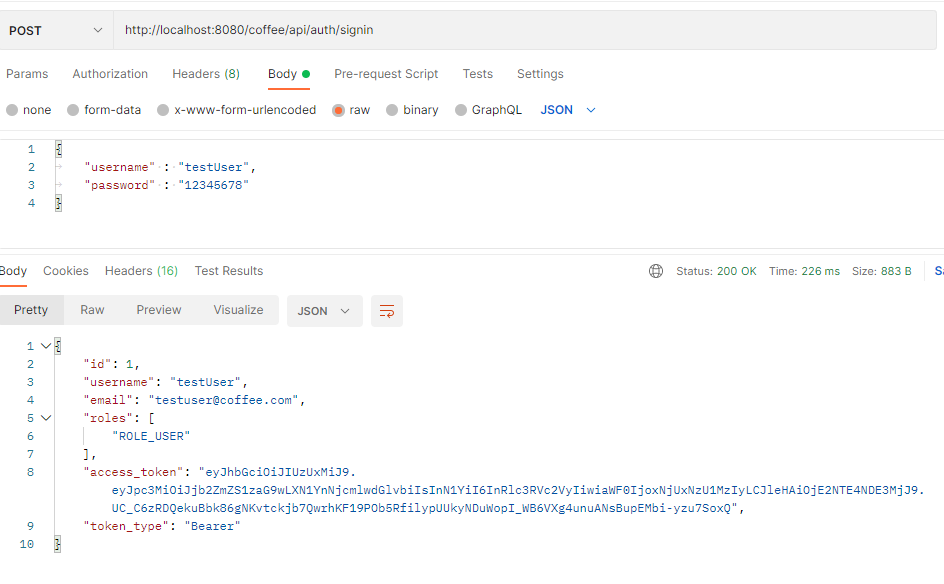 POST http://localhost:8080/coffee/api/auth/signin
Params Authorization Headers (8) Body Pre-request Script Tests Settings
none form-data x-www-form-urlencoded raw binary GraphQL JSON
1 {
2 "username" : "testUser",
3 "password" : "12345678"
4 }
Body Cookies Headers (16) Test Results Status: 200 OK Time: 226 ms Size: 883 B Sa
Pretty Raw Preview Visualize JSON
1 {
2 "id": 1,
3 "username": "testUser",
4 "email": "testuser@coffee.com",
5 "roles": [
6 "ROLE_USER"
7 ],
8 "access_token": "eyJhbGciOiJIUzUxMiJ9.
eyJpc3MiOiJjb2ZmZS1zaG9wLXN1YnNjcmlwdGlvbiIsInN1YiI6InRlc3RVc2VyIiwiaWF0IjoxNjUxNzU1MzIyLCJleHAiOjE2NTE4NDE3MjJ9.
UC_C6zRDQekuBbk86gNKvtckjb7QwrhKF19POb5RfilypUUkyNDuWopI_WB6VXg4unuANsBupEMbi-yzu7SoxQ",
9 "token_type": "Bearer"
10 }